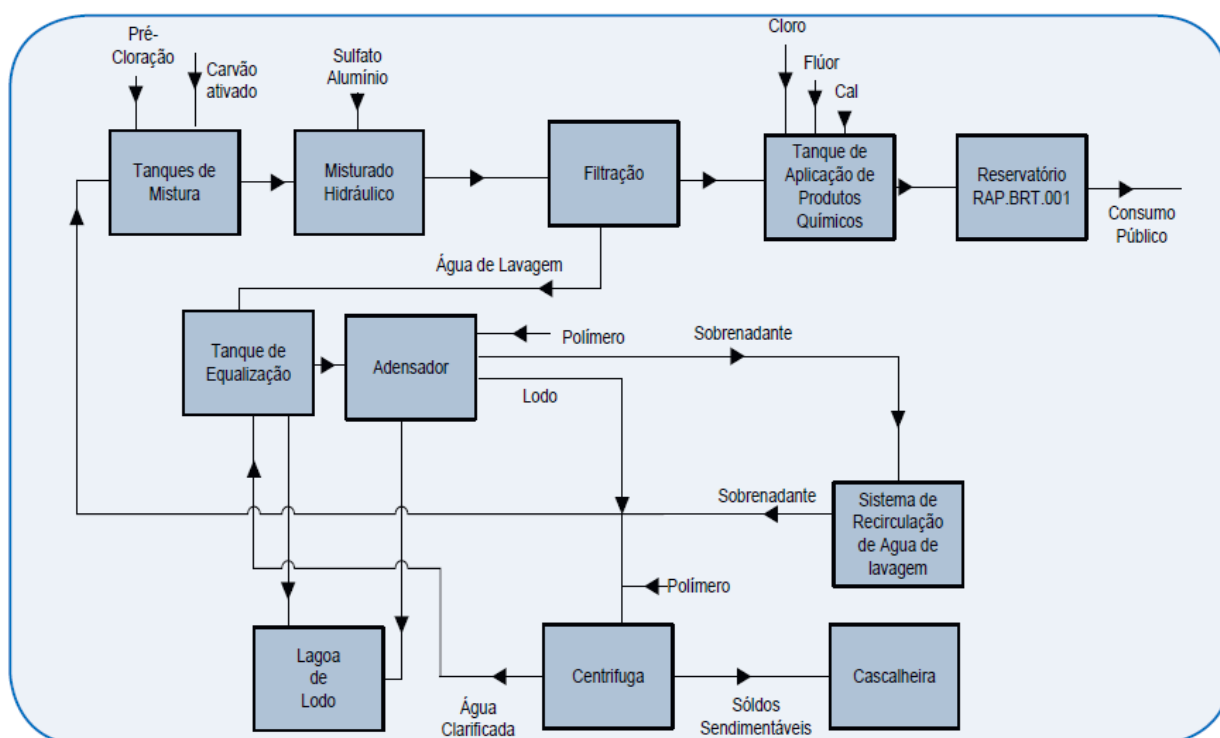 Pré-
Cloração
Carvão
ativado
Sulfato
Alumínio
Cloro
Flúor
Cal
Tanques de
Mistura
Misturado
Hidráulico
Filtração
Tanque de
Aplicação de
Produtos
Químicos
Reservatório
RAP.BRT.001
Consumo
Público
Água de Lavagem
Tanque de
Equalização
Adensador
Polímero
Sobrenadante
Lodo
Sobrenadante
Sistema de
Recirculação
de Agua de
lavagem
Polímero
Lagoa
de
Lodo
Água
Clarificada
Centrifuga
Sóldos
Sendimentáveis
Cascalheira